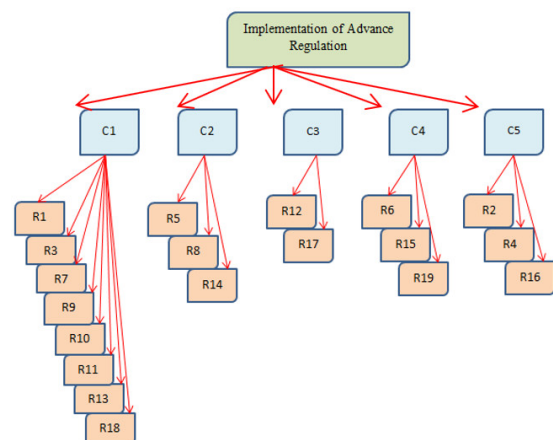 Implementation of Advance
Regulation
C1
C2
C3
C4
C5
R1
R3
R7
R9
R10
R11
R13
R18
R5
R8
R14
R12
R17
R6
R15
R19
R2
R4
R16